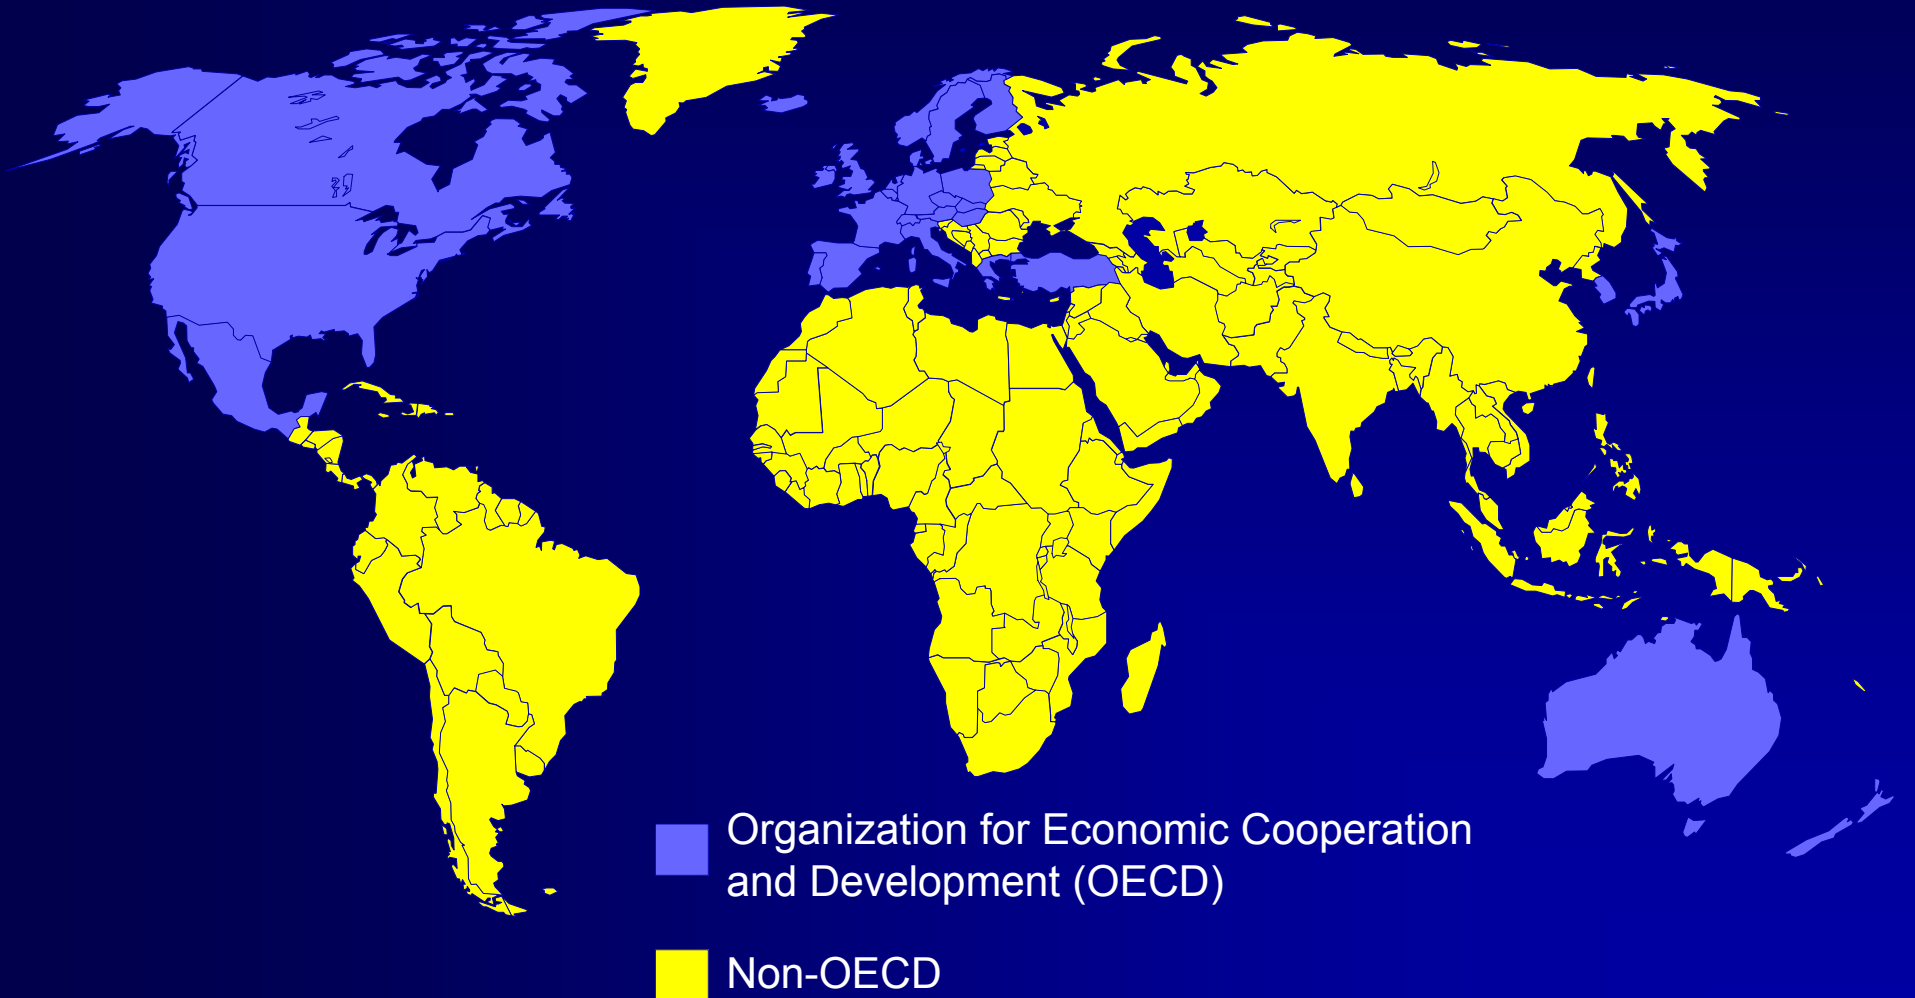 Organization for Economic Cooperation
and Development (OECD)
Non-OECD